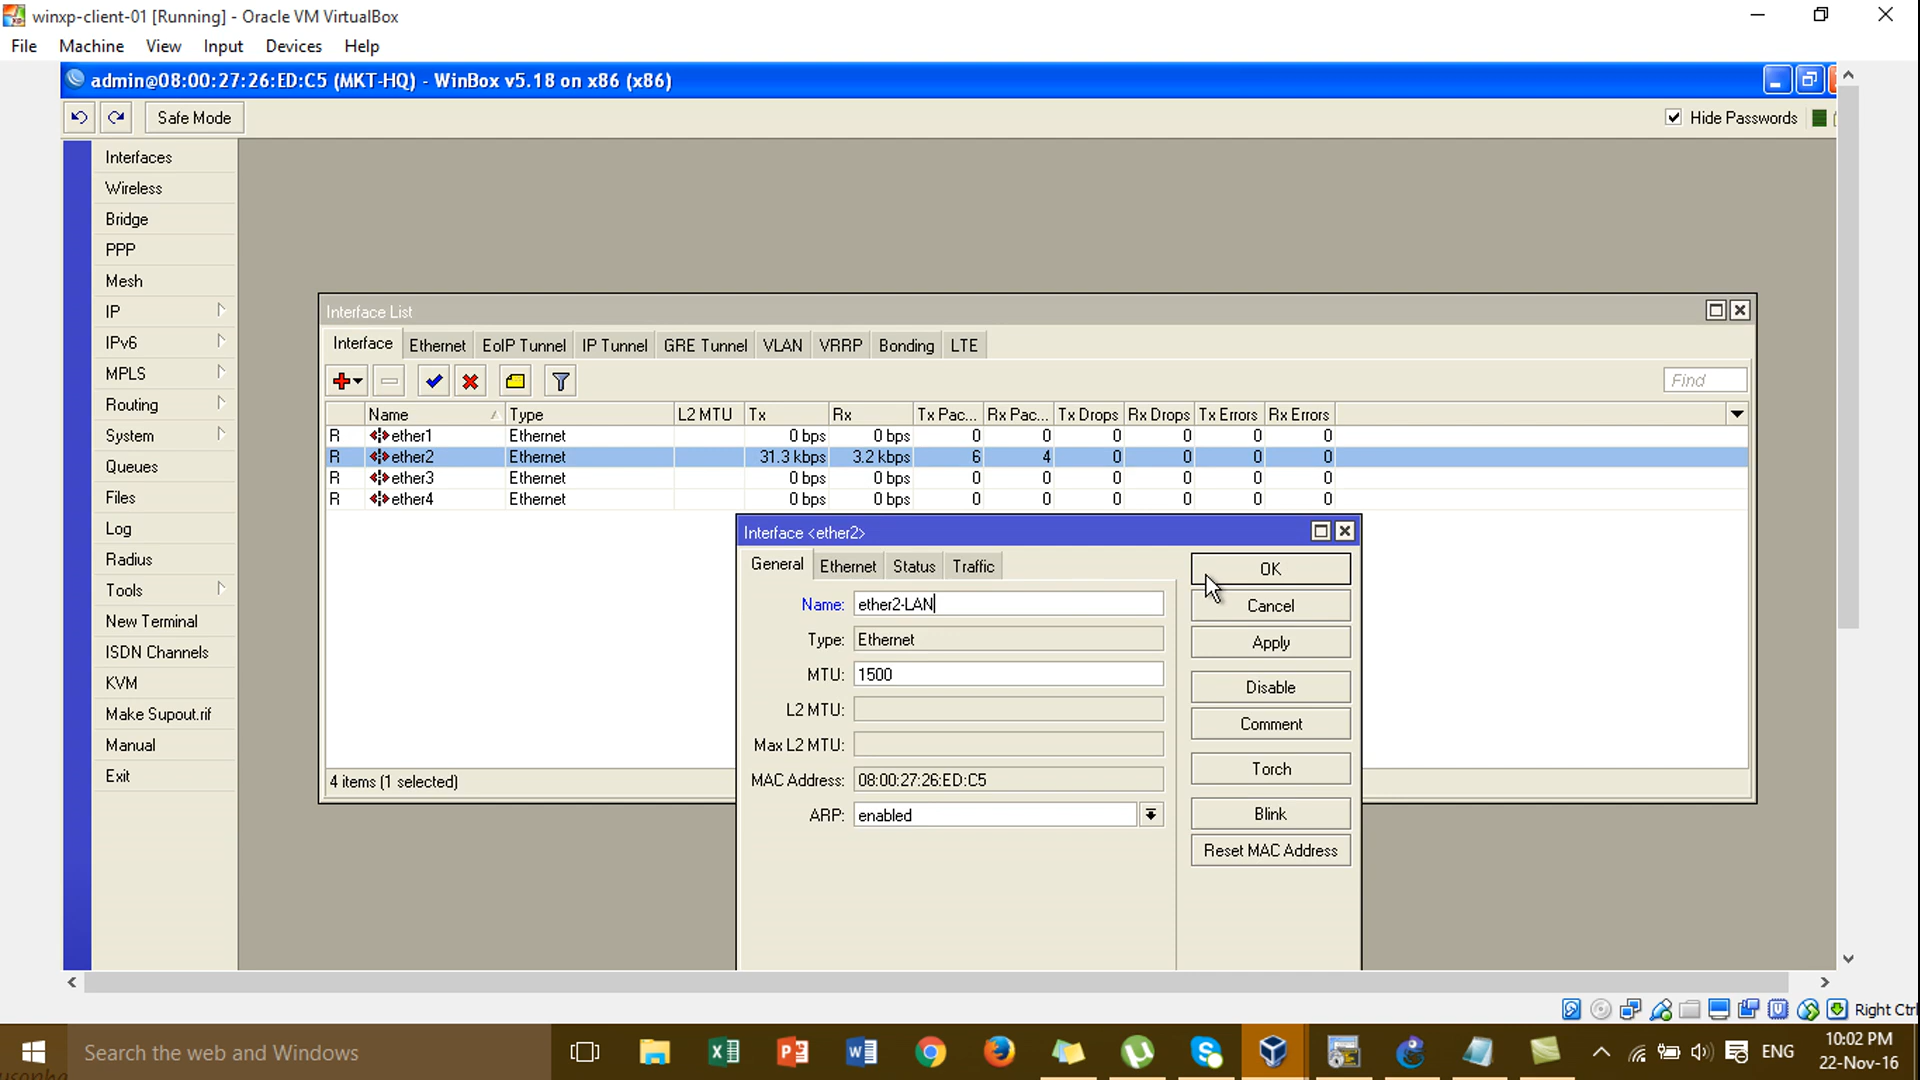 winxp-client-01 [Running] - Oracle VM VirtualBox
File Machine View Input Devices Help
admin@08:00:27:26:ED:C5 (MKT-HQ) - WinBox v5.18 on x86 (x86)
Safe Mode
Hide Passwords
Interfaces
Wireless
Bridge
PPP
Mesh
IP
IPv6
MPLS
Routing
System
Queues
Files
Log
Radius
Tools
New Terminal
ISDN Channels
KVM
Make Supout.rif
Manual
Exit
Interface List
Interface Ethernet EoIP Tunnel IP Tunnel GRE Tunnel VLAN VRRP Bonding LTE
Find
Name Type L2 MTU Tx Rx Tx Pac... Rx Pac... Tx Drops Rx Drops Tx Errors Rx Errors
R ether1 Ethernet 0 bps 0 bps 0 0 0 0 0 0
R ether2 Ethernet 31.3 kbps 3.2 kbps 6 4 0 0 0 0
R ether3 Ethernet 0 bps 0 bps 0 0 0 0 0 0
R ether4 Ethernet 0 bps 0 bps 0 0 0 0 0 0
4 items (1 selected)
Interface <ether2>
General Ethernet Status Traffic
Name: ether2-LAN
Type: Ethernet
MTU: 1500
L2 MTU:
Max L2 MTU:
MAC Address: 08:00:27:26:ED:C5
ARP: enabled
OK
Cancel
Apply
Disable
Comment
Torch
Blink
Reset MAC Address
Right Ctrl
Search the web and Windows
ENG
10:02 PM
22-Nov-16